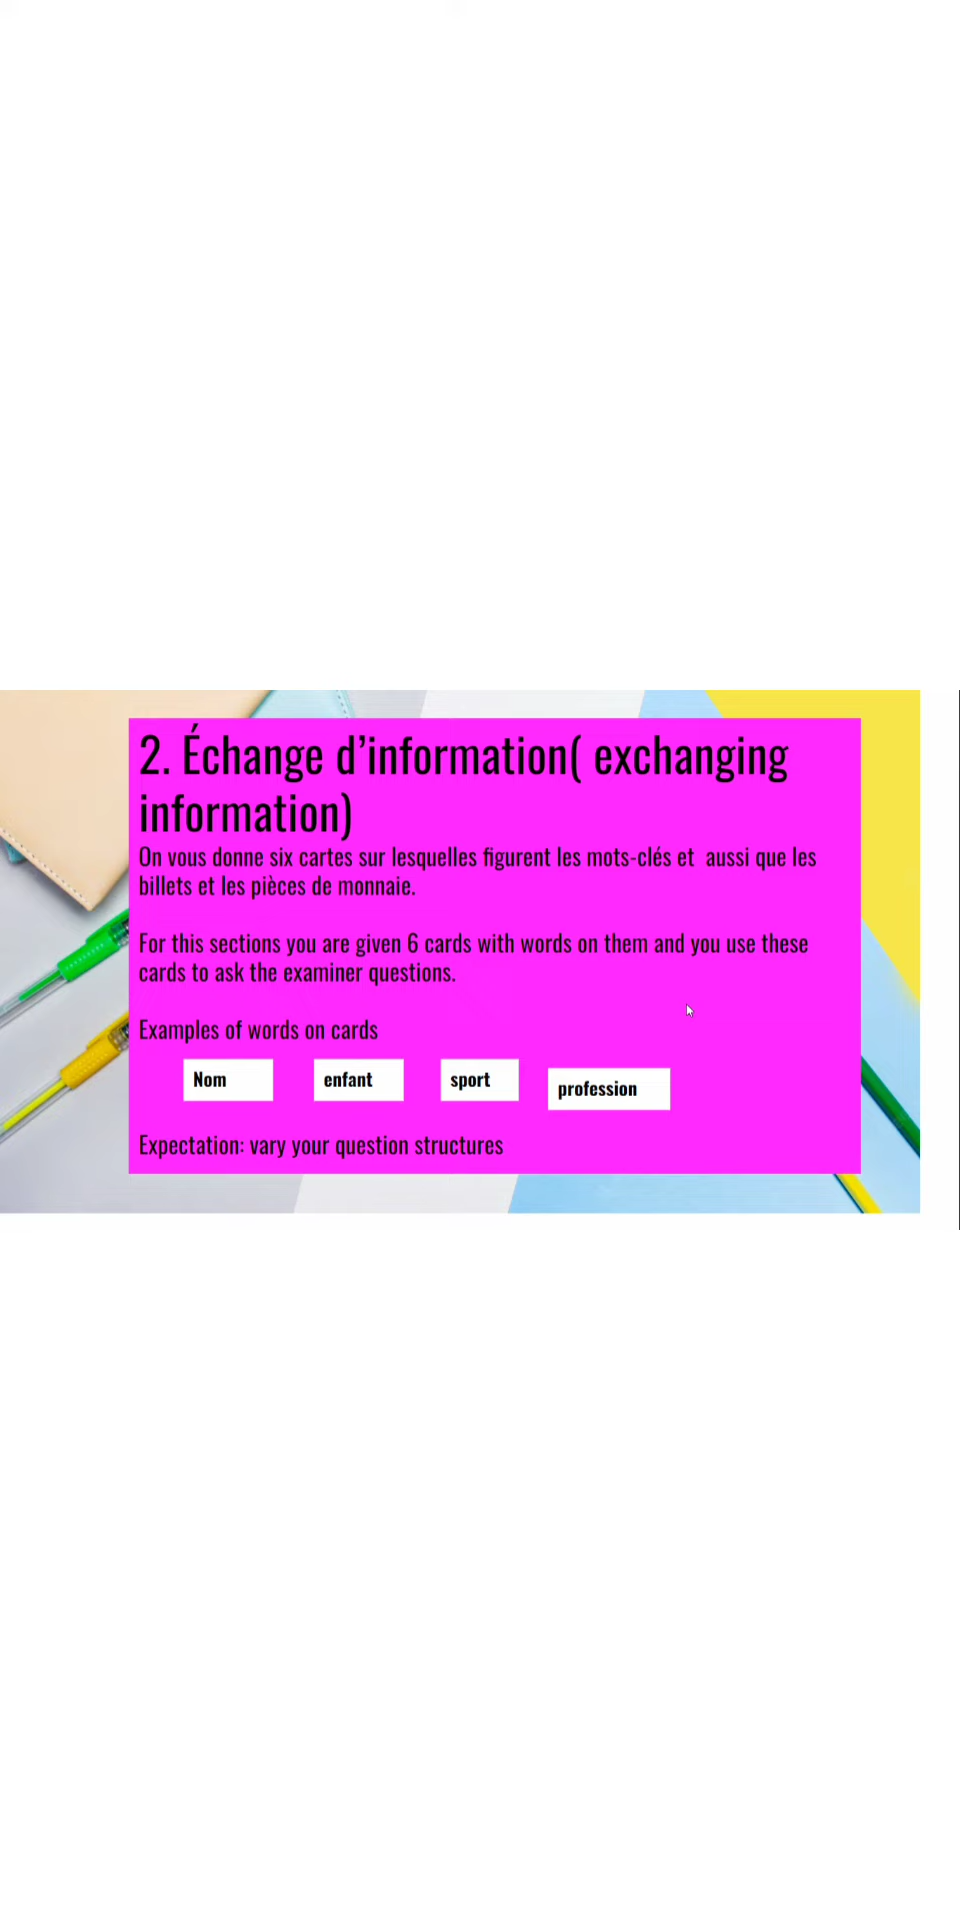 2. Échange d’information( exchanging
information)
On vous donne six cartes sur lesquelles figurent les mots-clés et  aussi que les
billets et les pièces de monnaie.
For this sections you are given 6 cards with words on them and you use these
cards to ask the examiner questions.
Examples of words on cards
Nom
enfant
sport
profession
Expectation: vary your question structures